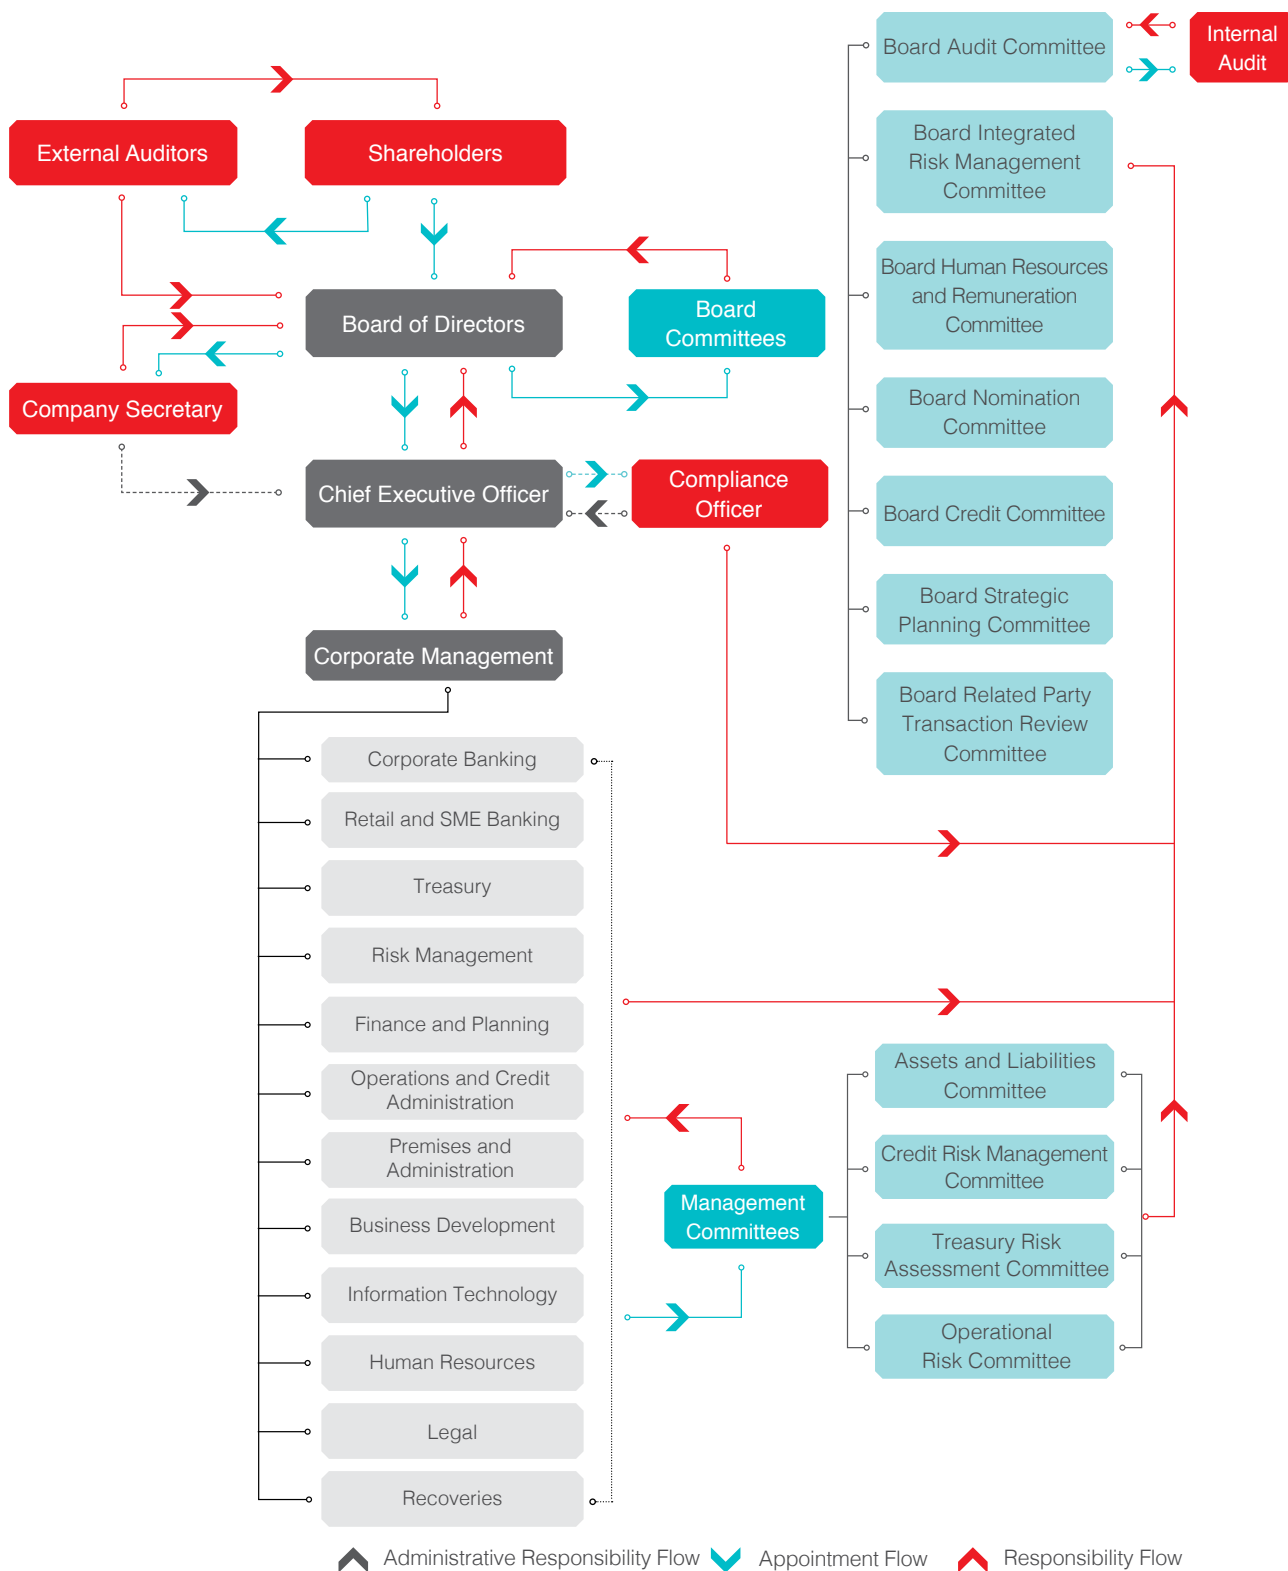 External Auditors
Shareholders
Board of Directors
Board
Committees
Company Secretary
Chief Executive Officer
Compliance
Officer
Corporate Management
Corporate Banking
Retail and SME Banking
Treasury
Risk Management
Finance and Planning
Operations and Credit
Administration
Premises and
Administration
Business Development
Information Technology
Human Resources
Legal
Recoveries
Board Audit Committee
Internal
Audit
Board Integrated
Risk Management
Committee
Board Human Resources
and Remuneration
Committee
Board Nomination
Committee
Board Credit Committee
Board Strategic
Planning Committee
Board Related Party
Transaction Review
Committee
Management
Committees
Assets and Liabilities
Committee
Credit Risk Management
Committee
Treasury Risk
Assessment Committee
Operational
Risk Committee
Administrative Responsibility Flow
Appointment Flow
Responsibility Flow